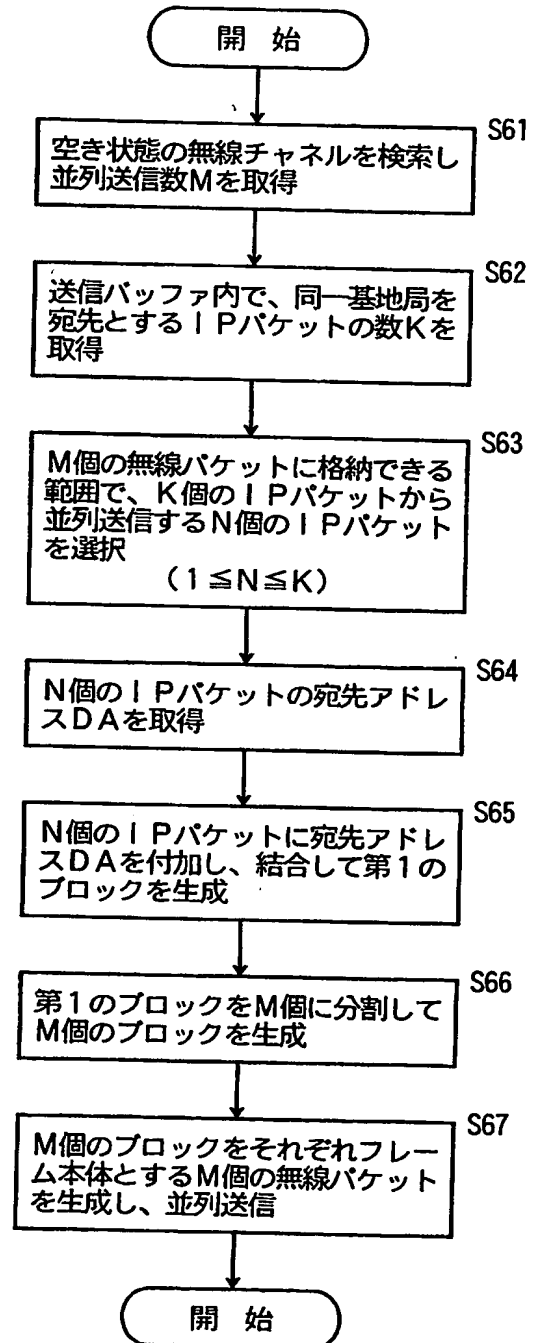 開 始
S61
空き状態の無線チャネルを検索し
並列送信数Mを取得
S62
送信バッファ内で、同一基地局を
宛先とするIPパケットの数Kを
取得
S63
M個の無線パケットに格納できる
範囲で、K個のIPパケットから
並列送信するN個のIPパケット
を選択
(1≦N≦K)
S64
N個のIPパケットの宛先アドレ
スDAを取得
S65
N個のIPパケットに宛先アドレ
スDAを付加し、結合して第1の
ブロックを生成
S66
第1のブロックをM個に分割して
M個のブロックを生成
S67
M個のブロックをそれぞれフレー
ム本体とするM個の無線パケット
を生成し、並列送信
開 始